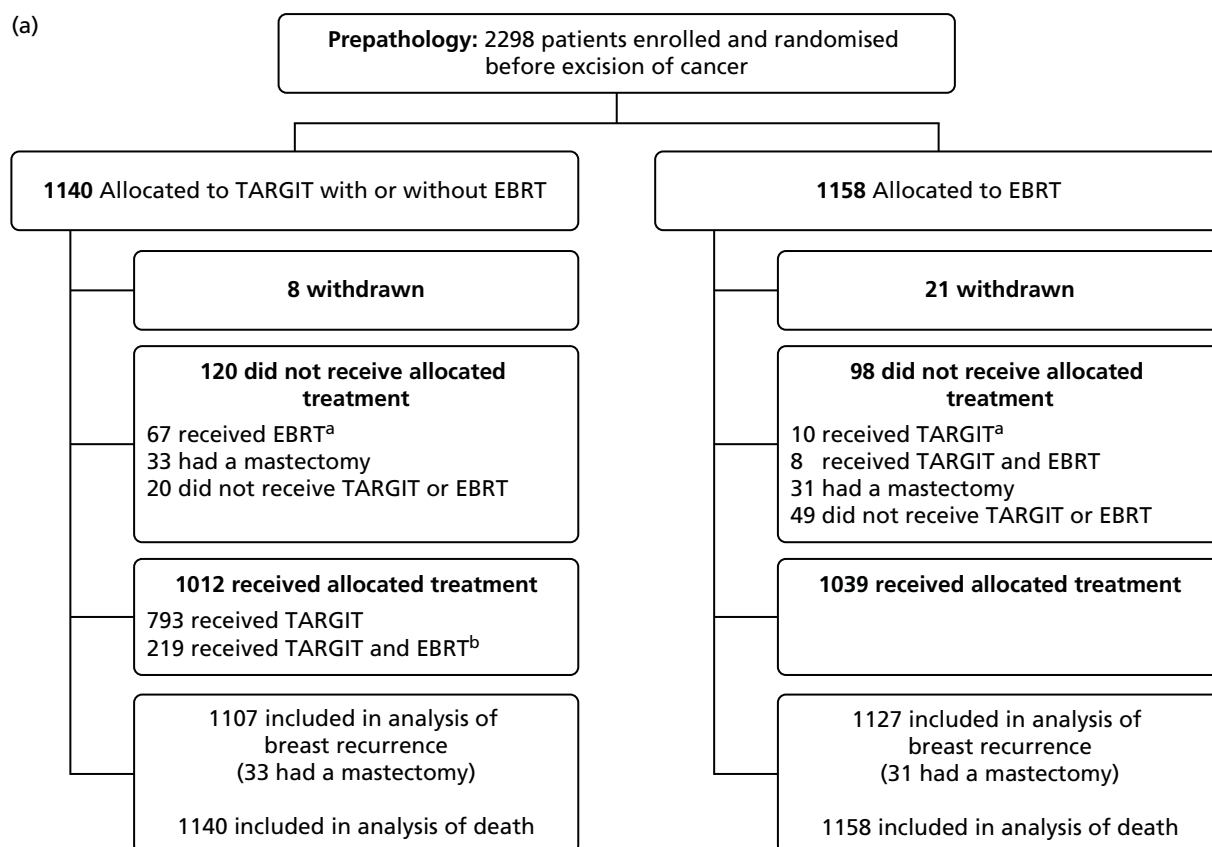 (a)
Prepathology: 2298 patients enrolled and randomised
before excision of cancer
1140 Allocated to TARGIT with or without EBRT
8 withdrawn
120 did not receive allocated
treatment
67 received EBRTa
33 had a mastectomy
20 did not receive TARGIT or EBRT
1012 received allocated treatment
793 received TARGIT
219 received TARGIT and EBRTb
1107 included in analysis of
breast recurrence
(33 had a mastectomy)
1140 included in analysis of death
1158 Allocated to EBRT
21 withdrawn
98 did not receive allocated
treatment
10 received TARGITa
8 received TARGIT and EBRT
31 had a mastectomy
49 did not receive TARGIT or EBRT
1039 received allocated treatment
1127 included in analysis of
breast recurrence
(31 had a mastectomy)
1158 included in analysis of death